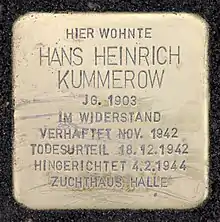 HIER WOHNTE
HANS HEINRICH
KUMMEROW
JG. 1903
IM WIDERSTAND
VERHAFTET NOV. 1942
TODESURTEIL 18.12.1942
HINGERICHTET 4.2.1944
ZUCHTHAUS HALLE